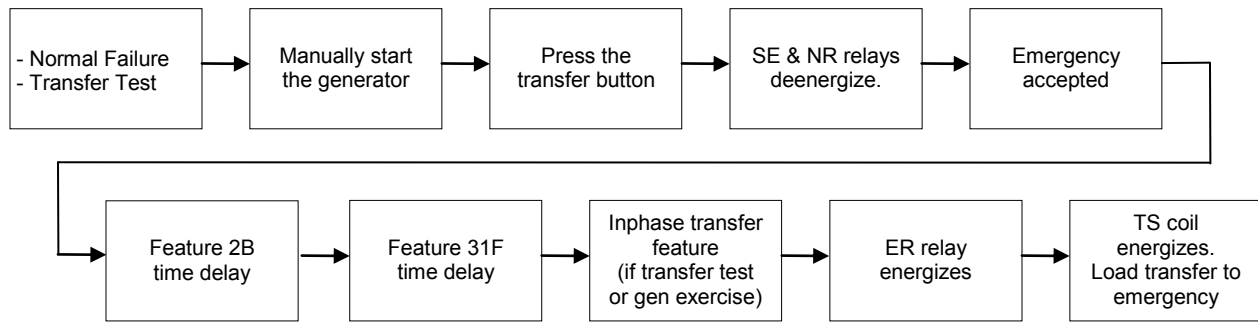 - Normal Failure
- Transfer Test
Manually start
the generator
Press the
transfer button
SE & NR relays
deenergize.
Emergency
accepted
Feature 2B
time delay
Feature 31F
time delay
Inphase transfer
feature
(if transfer test
or gen exercise)
ER relay
energizes
TS coil
energizes.
Load transfer to
emergency